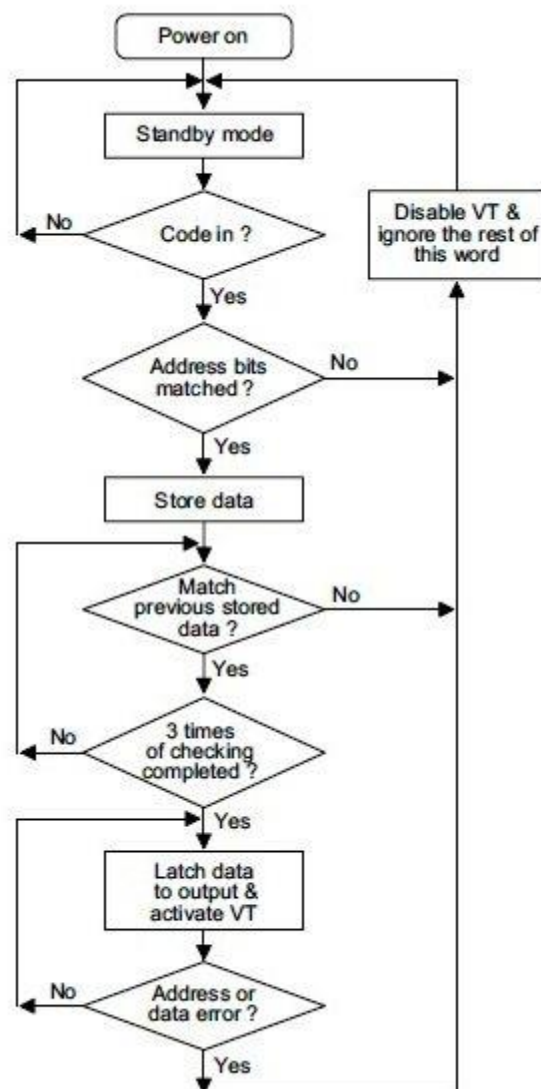 Power on
Standby mode
No
Code in ?
Disable VT &
ignore the rest of
this word
Yes
Address bits
matched ?
No
Yes
Store data
Match
previous stored
data ?
No
Yes
No
3 times
of checking
completed ?
Yes
Latch data
to output &
activate VT
No
Address or
data error ?
Yes